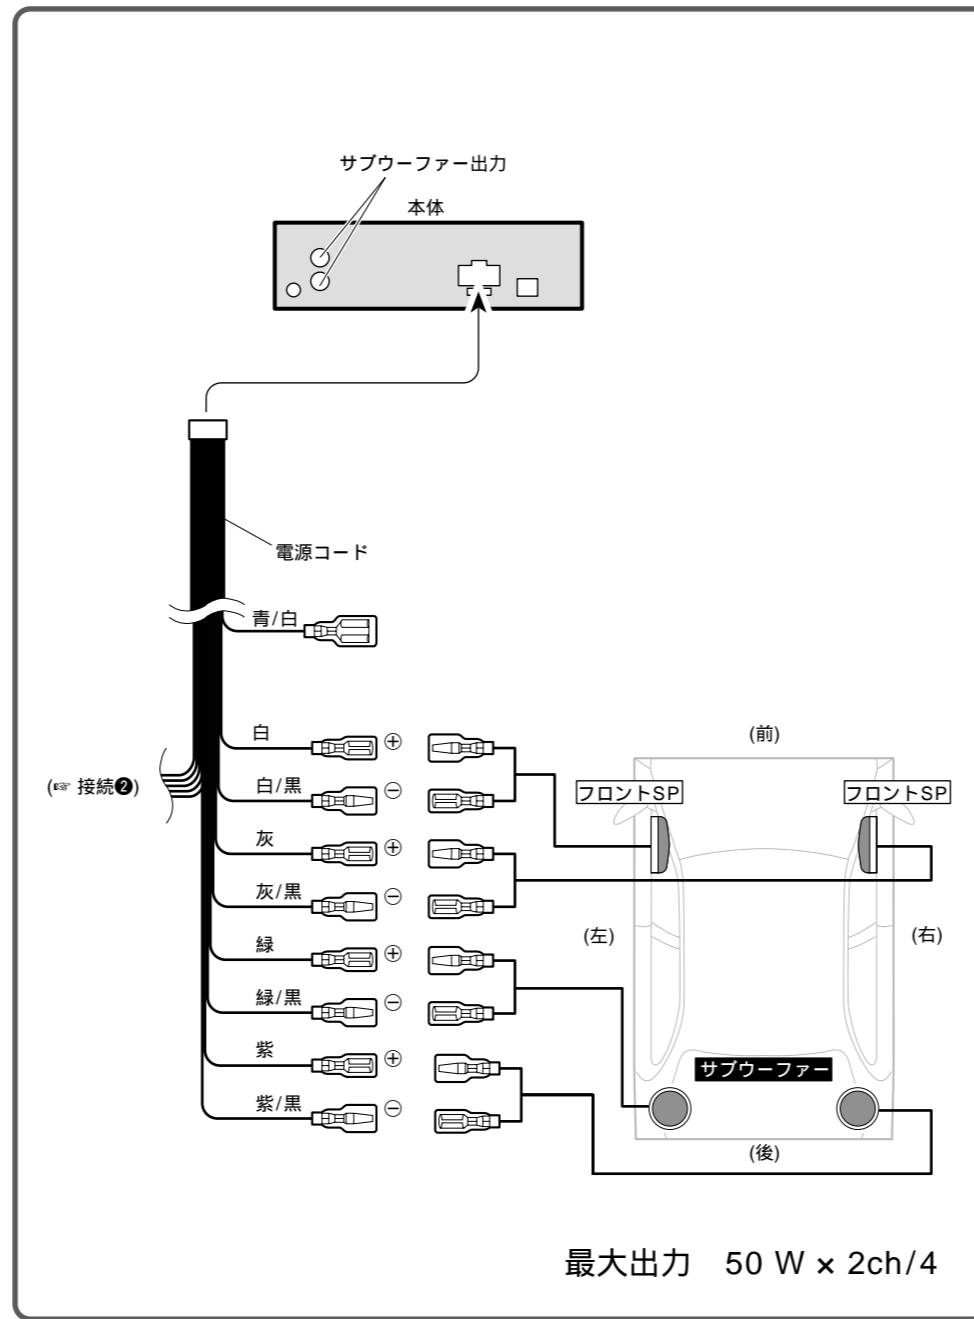 サブウーファー出力
本体
電源コード
青/白
白
⊕
(前)
(☞ 接続❷)
白/黒
⊖
フロントSP
フロントSP
灰
⊕
灰/黒
⊖
(左)
(右)
緑
⊕
緑/黒
⊖
紫
⊕
サブウーファー
紫/黒
⊖
(後)
最大出力 50 W × 2ch/4